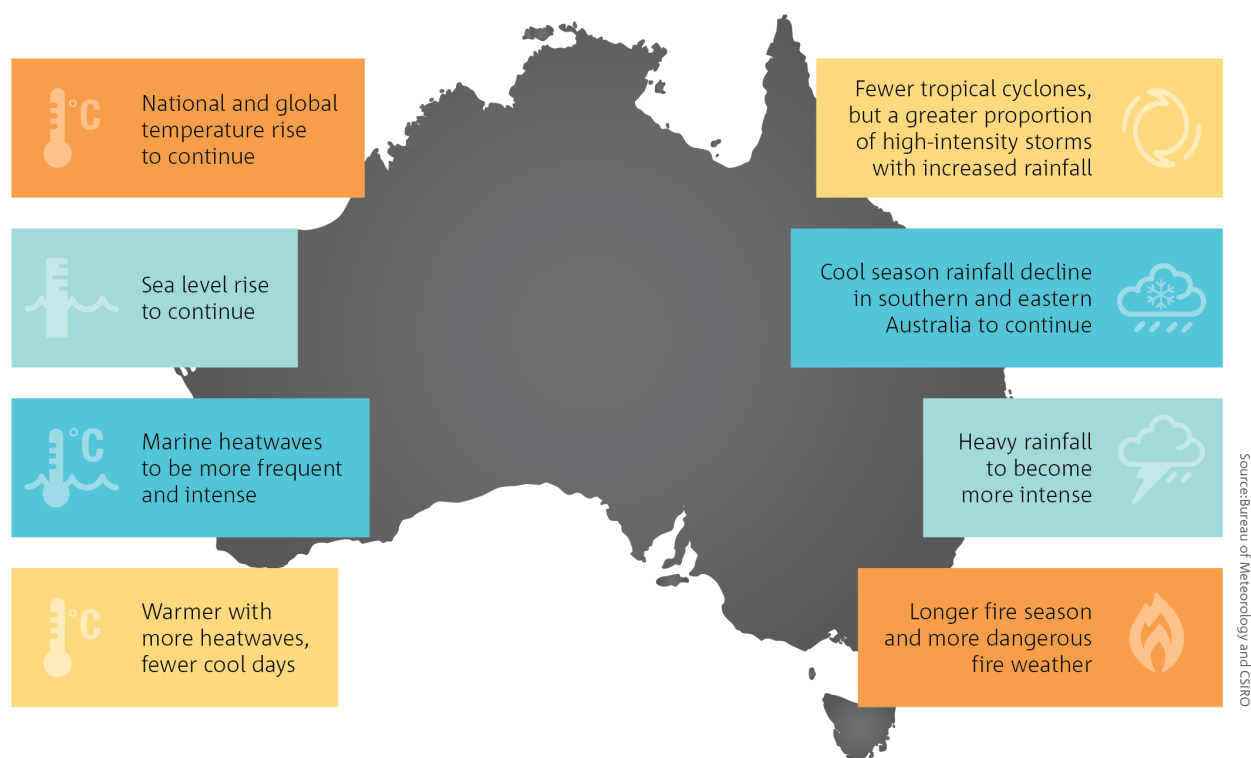 °C
National and global
temperature rise
to continue
Sea level rise
to continue
°C
Marine heatwaves
to be more frequent
and intense
°C
Warmer with
more heatwaves,
fewer cool days
Fewer tropical cyclones,
but a greater proportion
of high-intensity storms
with increased rainfall
Cool season rainfall decline
in southern and eastern
Australia to continue
Heavy rainfall
to become
more intense
Longer fire season
and more dangerous
fire weather
Source:Bureau of Meteorology and CSIRO